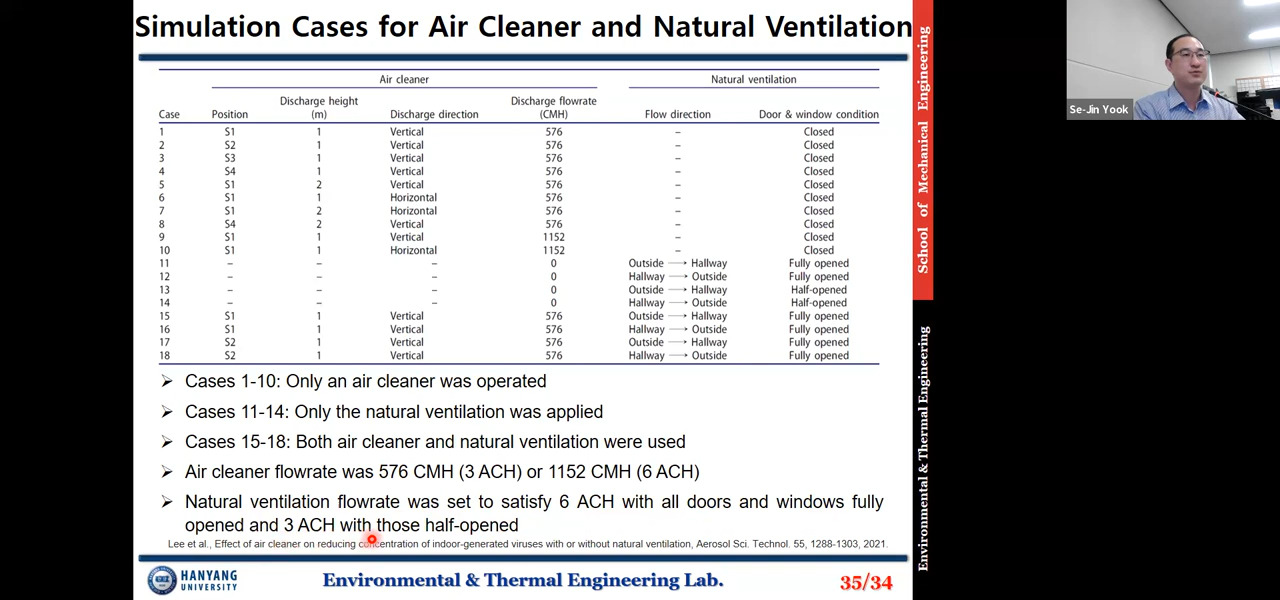 Simulation Cases for Air Cleaner and Natural Ventilation
Air cleaner Natural ventilation
Case Position Discharge height (m) Discharge direction Discharge flowrate (CMH) Flow direction Door & window condition
1 S1 1 Vertical 576 – Closed
2 S2 1 Vertical 576 – Closed
3 S3 1 Vertical 576 – Closed
4 S4 1 Vertical 576 – Closed
5 S1 2 Vertical 576 – Closed
6 S1 1 Horizontal 576 – Closed
7 S1 2 Horizontal 576 – Closed
8 S4 2 Vertical 576 – Closed
9 S1 1 Vertical 1152 – Closed
10 S1 1 Horizontal 1152 – Closed
11 – – – 0 Outside → Hallway Fully opened
12 – – – 0 Hallway → Outside Fully opened
13 – – – 0 Outside → Hallway Half-opened
14 – – – 0 Hallway → Outside Half-opened
15 S1 1 Vertical 576 Outside → Hallway Fully opened
16 S1 1 Vertical 576 Hallway → Outside Fully opened
17 S2 1 Vertical 576 Outside → Hallway Fully opened
18 S2 1 Vertical 576 Hallway → Outside Fully opened
➢ Cases 1-10: Only an air cleaner was operated
➢ Cases 11-14: Only the natural ventilation was applied
➢ Cases 15-18: Both air cleaner and natural ventilation were used
➢ Air cleaner flowrate was 576 CMH (3 ACH) or 1152 CMH (6 ACH)
➢ Natural ventilation flowrate was set to satisfy 6 ACH with all doors and windows fully
opened and 3 ACH with those half-opened
Lee et al., Effect of air cleaner on reducing concentration of indoor-generated viruses with or without natural ventilation, Aerosol Sci. Technol. 55, 1288-1303, 2021.
HANYANG
UNIVERSITY
Environmental & Thermal Engineering Lab.
35/34
School of Mechanical Engineering
Environmental & Thermal Engineering
Se-Jin Yook